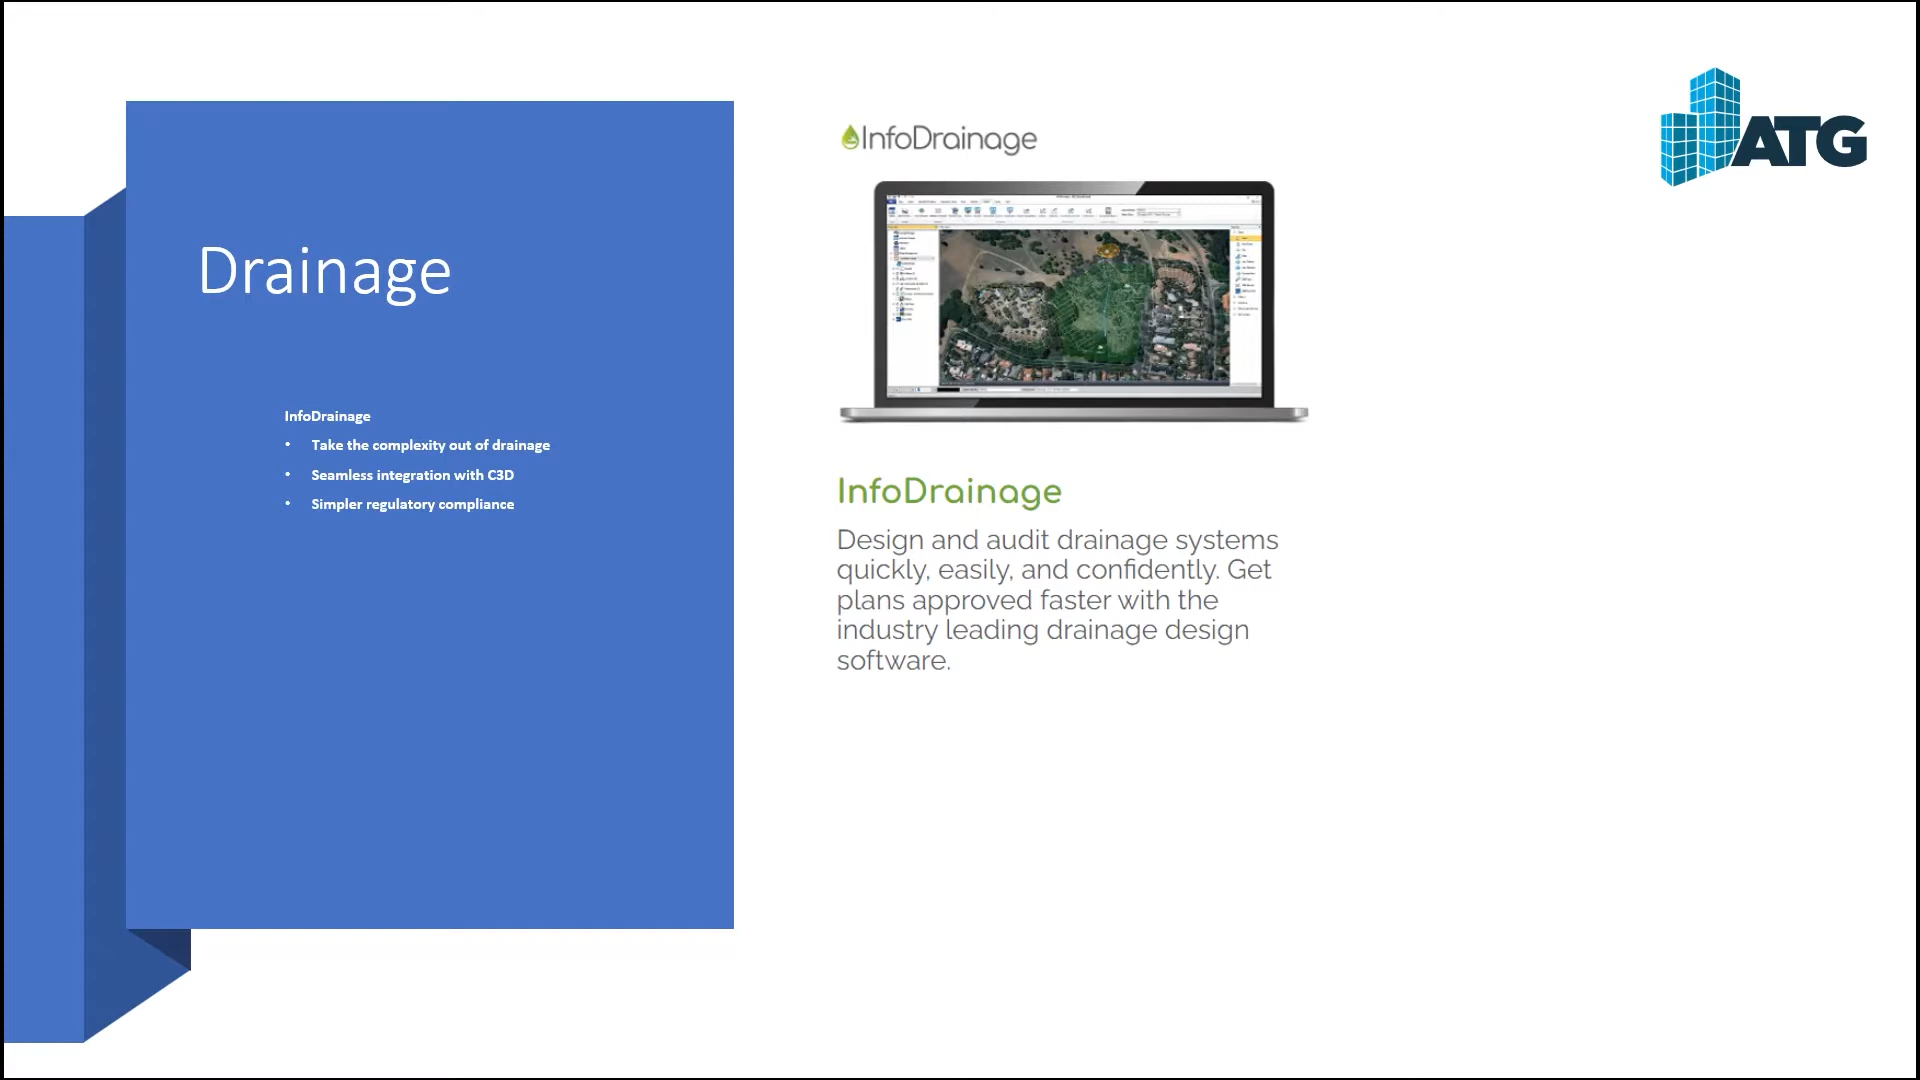 Drainage
InfoDrainage
• Take the complexity out of drainage
• Seamless integration with C3D
• Simpler regulatory compliance
InfoDrainage
InfoDrainage
Design and audit drainage systems
quickly, easily, and confidently. Get
plans approved faster with the
industry leading drainage design
software.
ATG